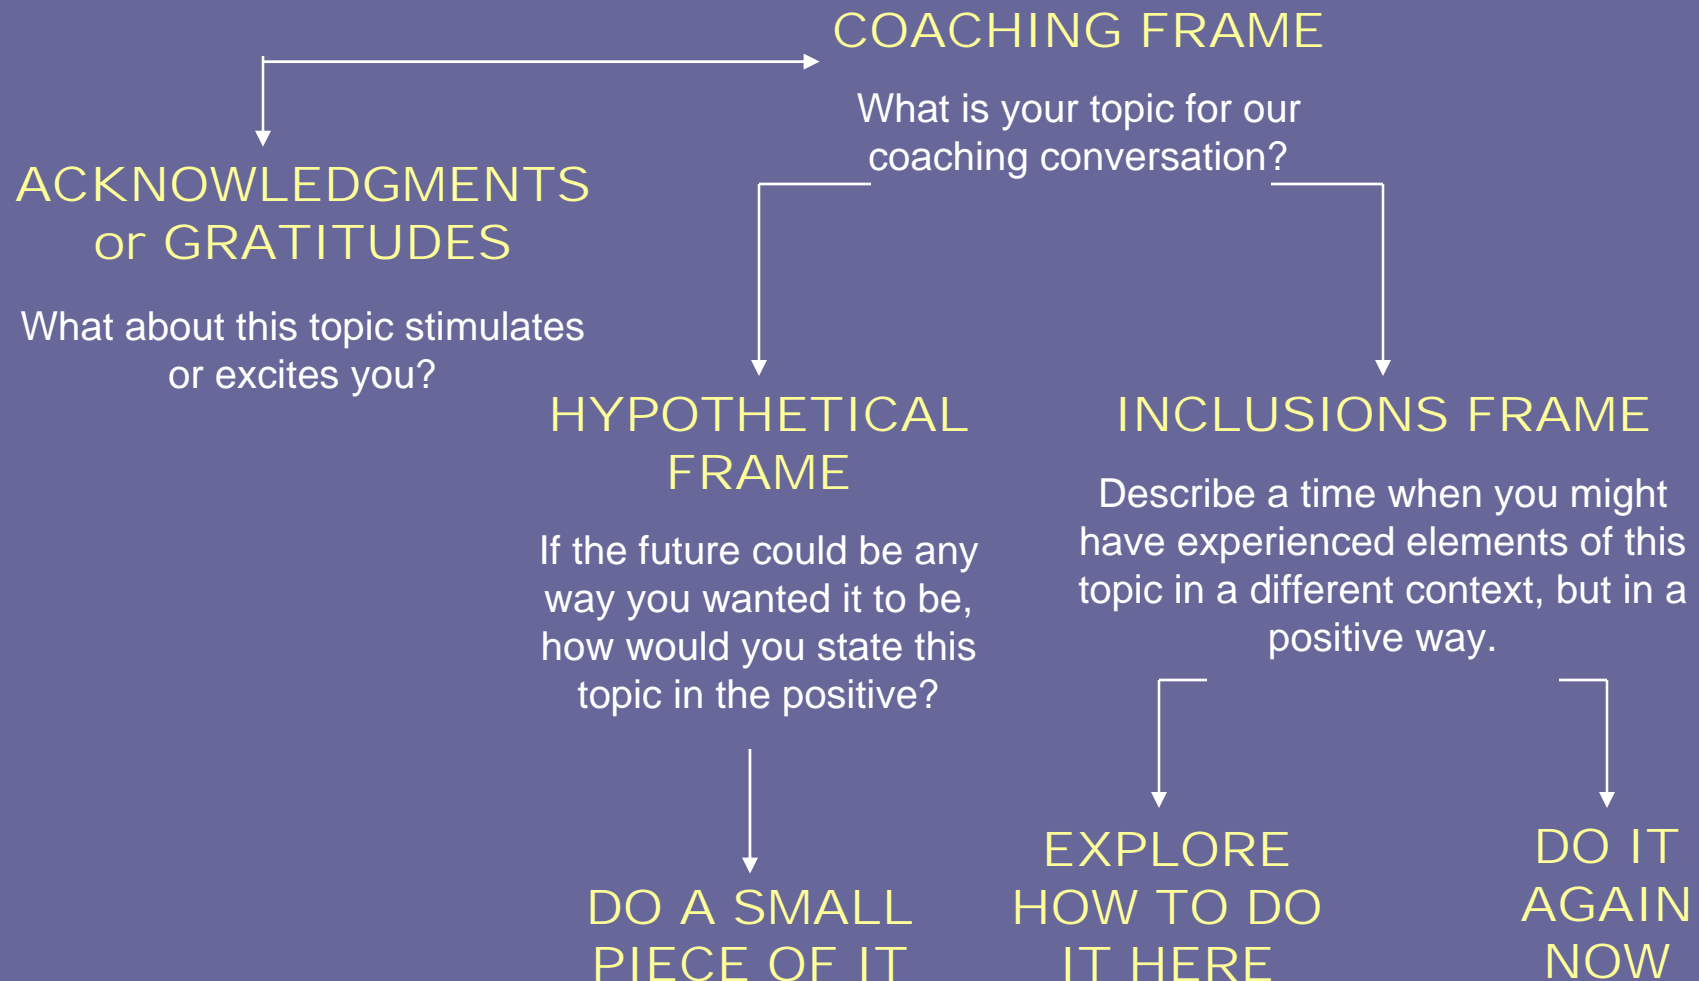 COACHING FRAME
What is your topic for our
coaching conversation?
ACKNOWLEDGMENTS
or GRATITUDES
What about this topic stimulates
or excites you?
HYPOTHETICAL
FRAME
If the future could be any
way you wanted it to be,
how would you state this
topic in the positive?
INCLUSIONS FRAME
Describe a time when you might
have experienced elements of this
topic in a different context, but in a
positive way.
DO A SMALL
PIECE OF IT
EXPLORE
HOW TO DO
IT HERE
DO IT
AGAIN
NOW